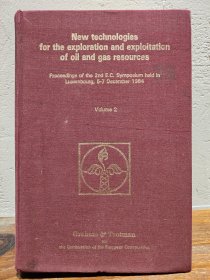 New technologies
for the exploration and exploitation
of oil and gas resources
Proceedings of the 2nd E.C. Symposium held in
Luxembourg, 5-7 December 1984
Volume 2
Graham & Trotman
for
the Commission of the European Communities